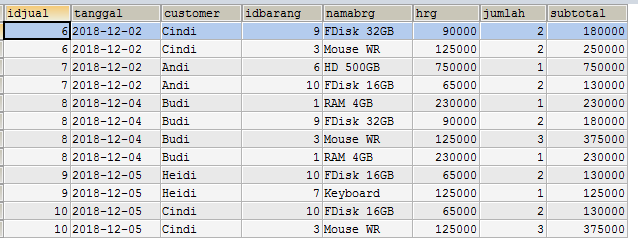 idjual tanggal customer idbarang namabrg hrg jumlah subtotal
6 2018-12-02 Cindi 9 FDisk 32GB 90000 2 180000
6 2018-12-02 Cindi 3 Mouse WR 125000 2 250000
7 2018-12-02 Andi 6 HD 500GB 750000 1 750000
7 2018-12-02 Andi 10 FDisk 16GB 65000 2 130000
8 2018-12-04 Budi 1 RAM 4GB 230000 1 230000
8 2018-12-04 Budi 9 FDisk 32GB 90000 2 180000
8 2018-12-04 Budi 3 Mouse WR 125000 3 375000
8 2018-12-04 Budi 1 RAM 4GB 230000 1 230000
9 2018-12-05 Heidi 10 FDisk 16GB 65000 2 130000
9 2018-12-05 Heidi 7 Keyboard 125000 1 125000
10 2018-12-05 Cindi 10 FDisk 16GB 65000 2 130000
10 2018-12-05 Cindi 3 Mouse WR 125000 3 375000